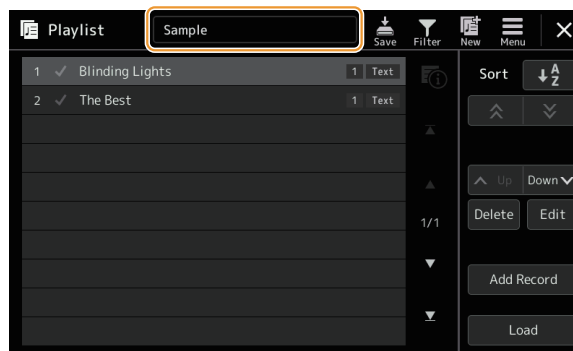 Playlist Sample Save Filter New Menu
1 Blinding Lights 1 Text
2 The Best 1 Text
1/1
Sort A Z
Up Down
Delete Edit
Add Record
Load